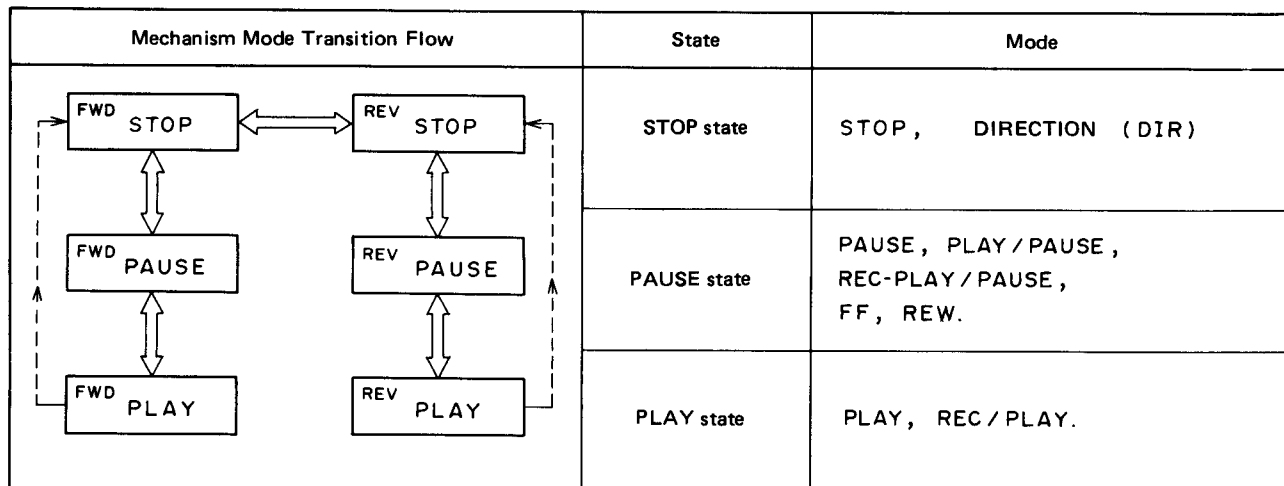 Mechanism Mode Transition Flow State Mode
FWD STOP REV STOP
STOP state
STOP, DIRECTION (DIR)
FWD PAUSE REV PAUSE
PAUSE state
PAUSE, PLAY/PAUSE,
REC-PLAY/PAUSE,
FF, REW.
FWD PLAY REV PLAY
PLAY state
PLAY, REC/PLAY.